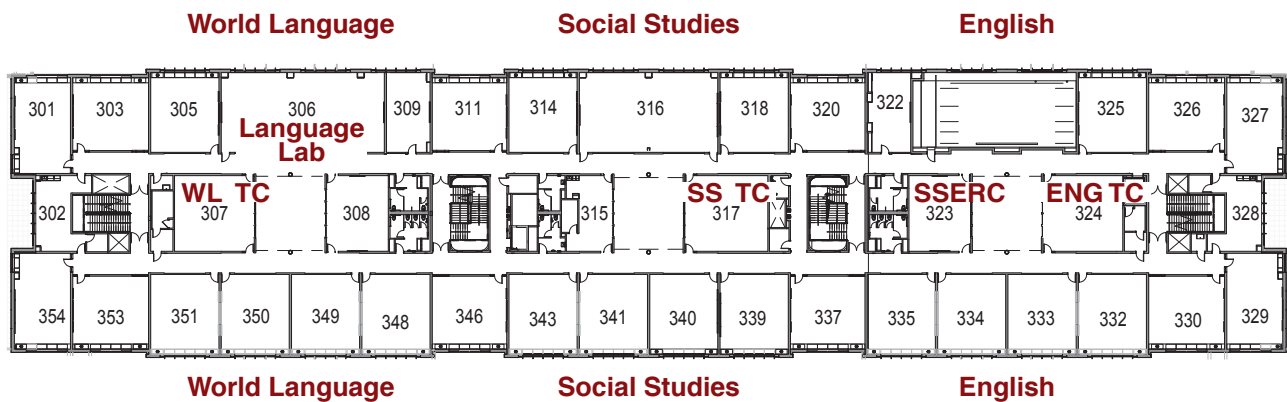 World Language Social Studies English
301 303 305 306 309 311 314 316 318 320 322 325 326 327
Language
Lab
WL TC SS TC SSERC ENG TC
302 307 308 315 317 323 324 328
354 353 351 350 349 348 346 343 341 340 339 337 335 334 333 332 330 329
World Language Social Studies English